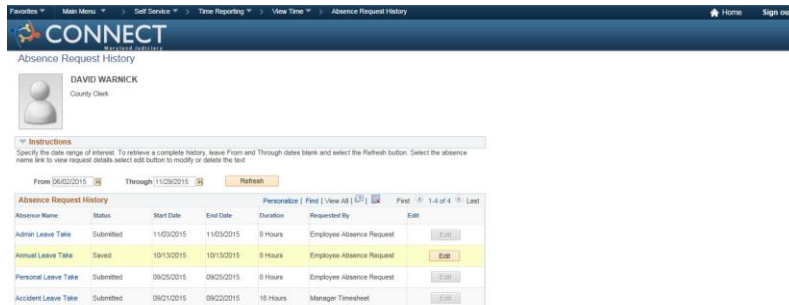 Favorites Main Menu > Self Service > Time Reporting > View Time > Absence Request History Home Sign ou
CONNECT
Maryland Judiciary
Absence Request History
DAVID WARNICK
County Clerk
Instructions
Specify the date range of interest. To retrieve a complete history, leave From and Through dates blank and select the Refresh button. Select the absence
name link to view request details.select edit button to modify or delete the text
From 06/02/2015 Through 11/29/2015 Refresh
Absence Request History Personalize | Find | View All | First 1-4 of 4 Last
Absence Name Status Start Date End Date Duration Requested By Edit
Admin Leave Take Submitted 11/03/2015 11/03/2015 8 Hours Employee Absence Request Edit
Annual Leave Take Saved 10/13/2015 10/13/2015 8 Hours Employee Absence Request Edit
Personal Leave Take Submitted 09/25/2015 09/25/2015 8 Hours Employee Absence Request Edit
Accident Leave Take Submitted 09/21/2015 09/22/2015 16 Hours Manager Timesheet Edit